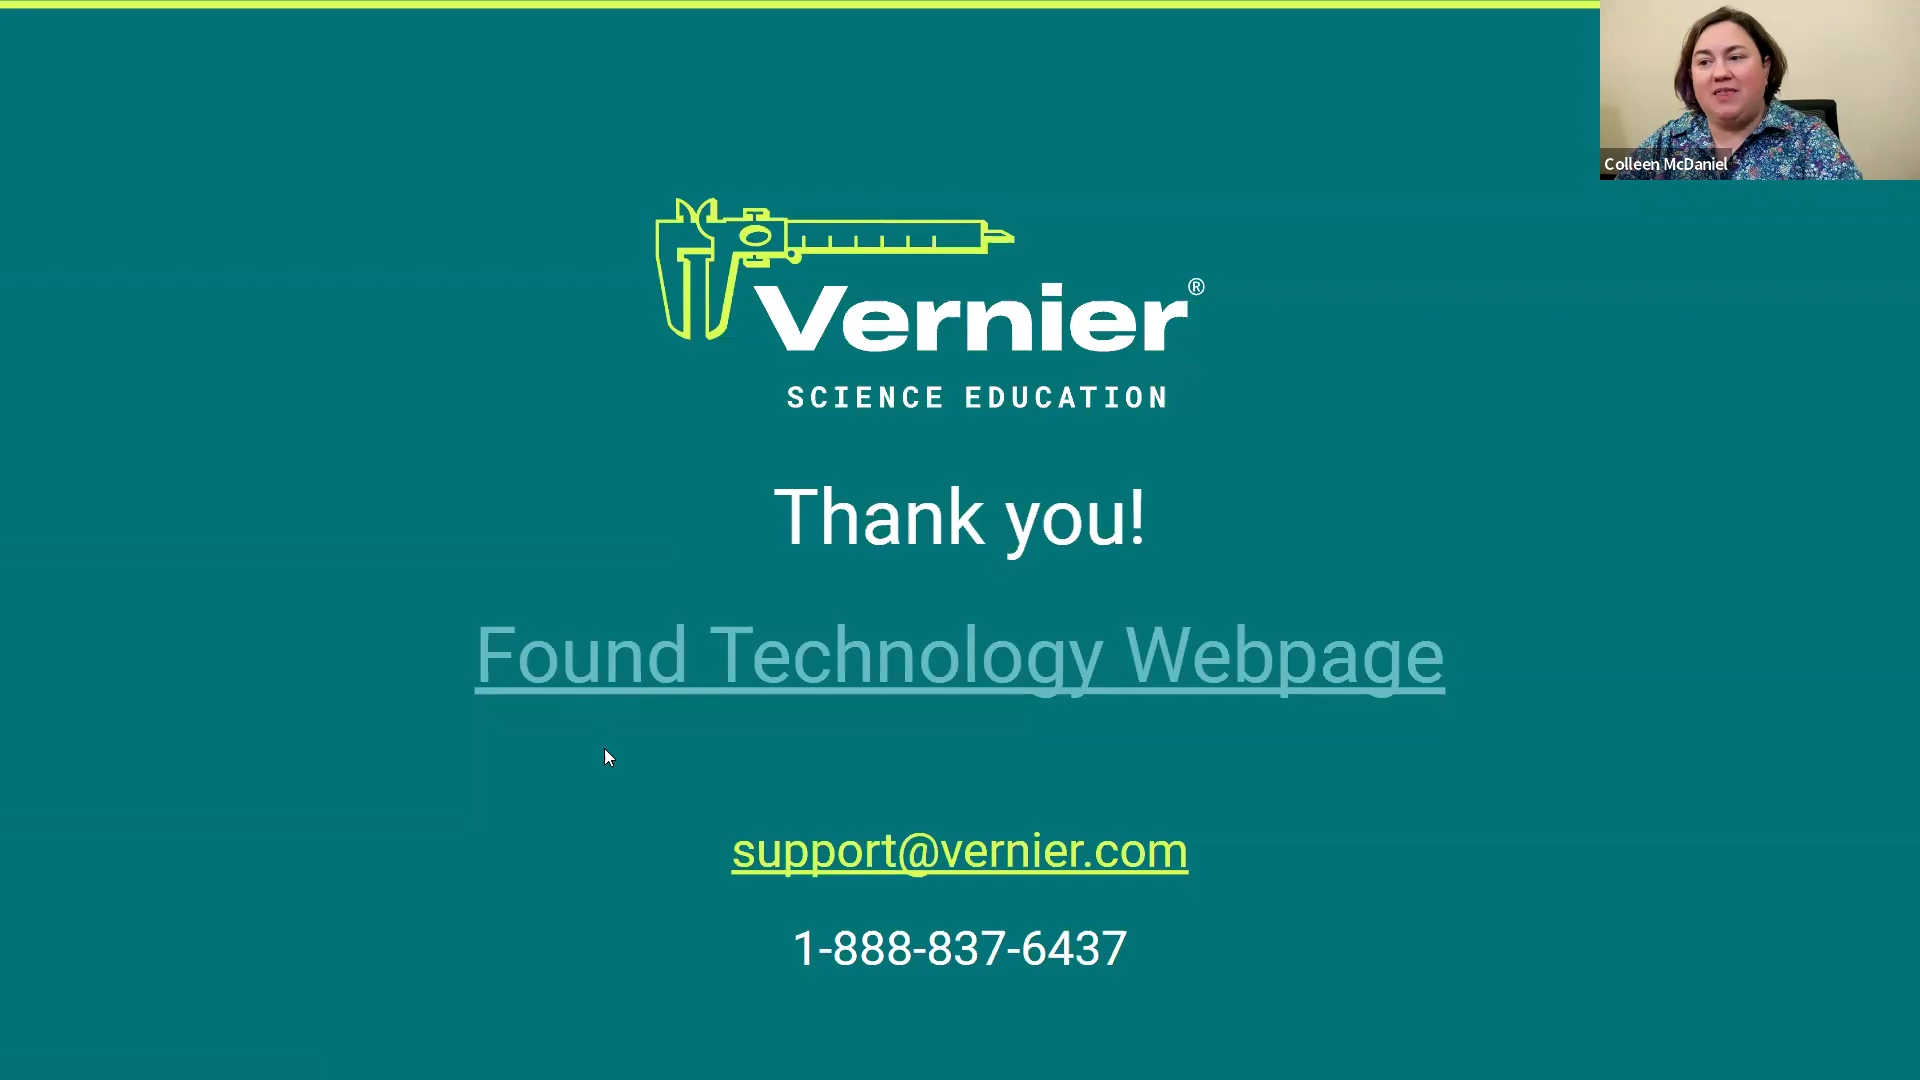 Colleen McDaniel
Vernier®
SCIENCE EDUCATION
Thank you!
Found Technology Webpage
support@vernier.com
1-888-837-6437